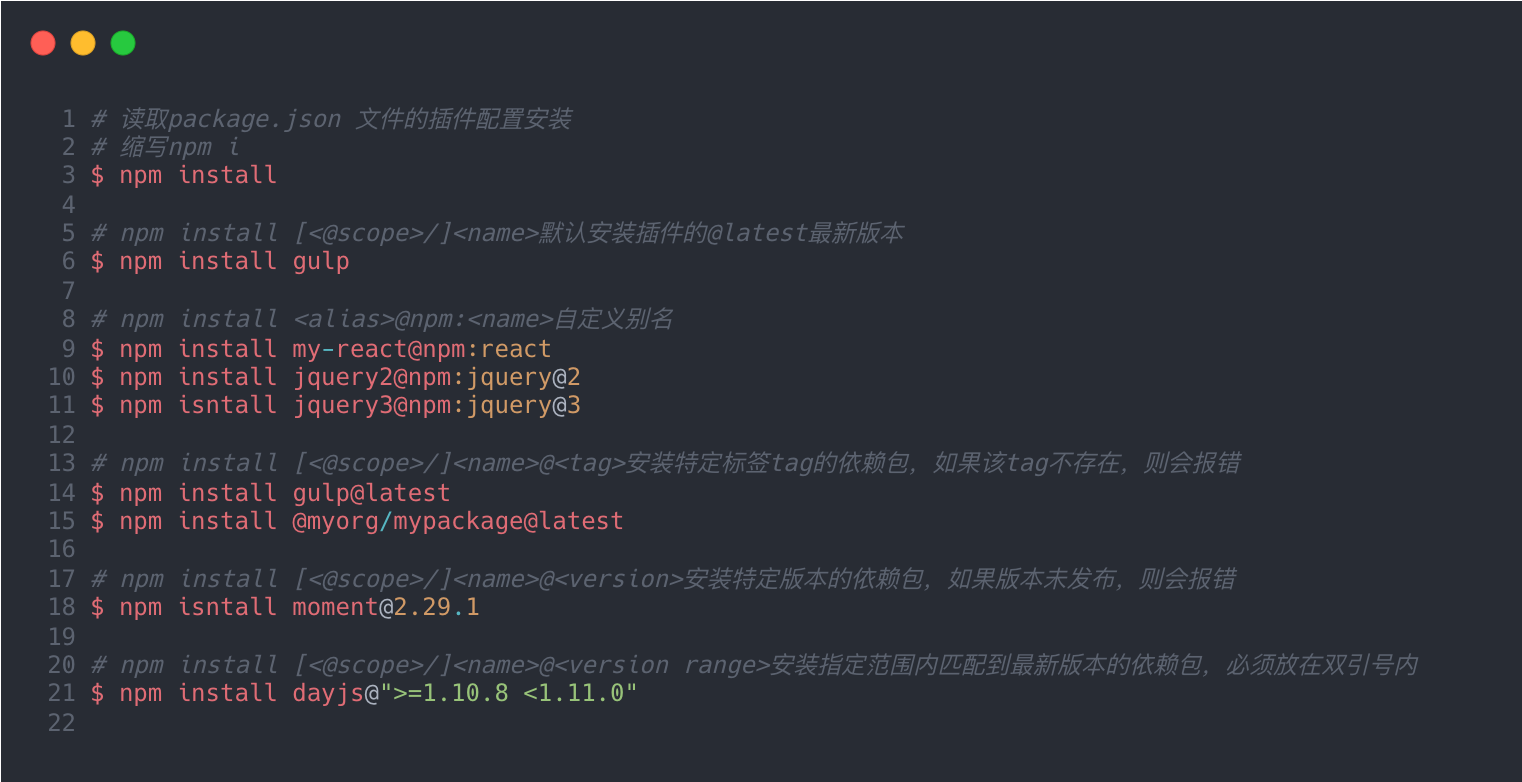 1 # 读取package.json 文件的插件配置安装
2 # 缩写npm i
3 $ npm install
4
5 # npm install [<@scope>/]<name>默认安装插件的@latest最新版本
6 $ npm install gulp
7
8 # npm install <alias>@npm:<name>自定义别名
9 $ npm install my-react@npm:react
10 $ npm install jquery2@npm:jquery@2
11 $ npm isntall jquery3@npm:jquery@3
12
13 # npm install [<@scope>/]<name>@<tag>安装特定标签tag的依赖包，如果该tag不存在，则会报错
14 $ npm install gulp@latest
15 $ npm install @myorg/mypackage@latest
16
17 # npm install [<@scope>/]<name>@<version>安装特定版本的依赖包，如果版本未发布，则会报错
18 $ npm isntall moment@2.29.1
19
20 # npm install [<@scope>/]<name>@<version range>安装指定范围内匹配到最新版本的依赖包，必须放在双引号内
21 $ npm install dayjs@">=1.10.8 <1.11.0"
22